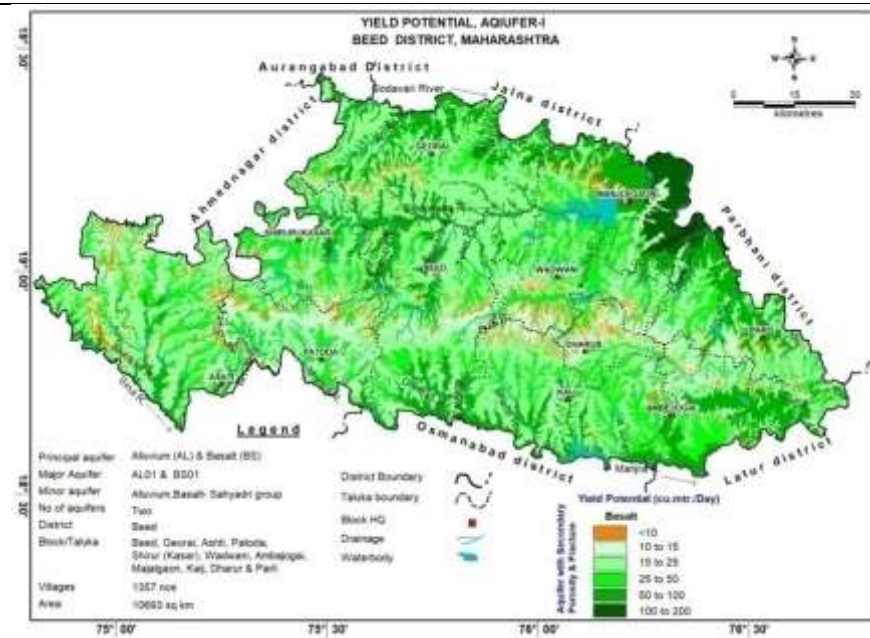 YIELD POTENTIAL, AQIUFER-I
BEED DISTRICT, MAHARASHTRA
N
W E
S
0 15 30
kilometres
Aurangabad District
Godavari River
Jalna district
Ahmednagar district
Parbhani district
Osmanabad district
Latur district
GEORAI
MAJALGAON
SHIRUR (KASAR)
BEED
WADWANI
PARLI
DHARUR
PATODA
ASHTI
KAIJ
AMBEJOGAI
Manjra
19° 30'
19° 00'
18° 30'
Legend
Principal aquifer Alluvium (AL) & Basalt (BS)
Major Aquifer AL01 & BS01
Minor aquifer Alluvium,Basalt- Sahyadri group
No of aquifers Two
District Beed
Block/Talyka Beed, Georai, Ashti, Patoda,
Shirur (Kasar), Wadwani, Ambajogai,
Majalgaon, Kaij, Dharur & Parli
Villages 1357 nos
Area 10693 sq km
District Boundary
Taluka boundary
Block HQ
Drainage
Waterbody
Yield Potential (cu.mtr./Day)
Basalt
Aquifer with Secondary
Porosity & Fracture
<10
10 to 15
15 to 25
25 to 50
50 to 100
100 to 200
75° 00' 75° 30' 76° 00' 76° 30'